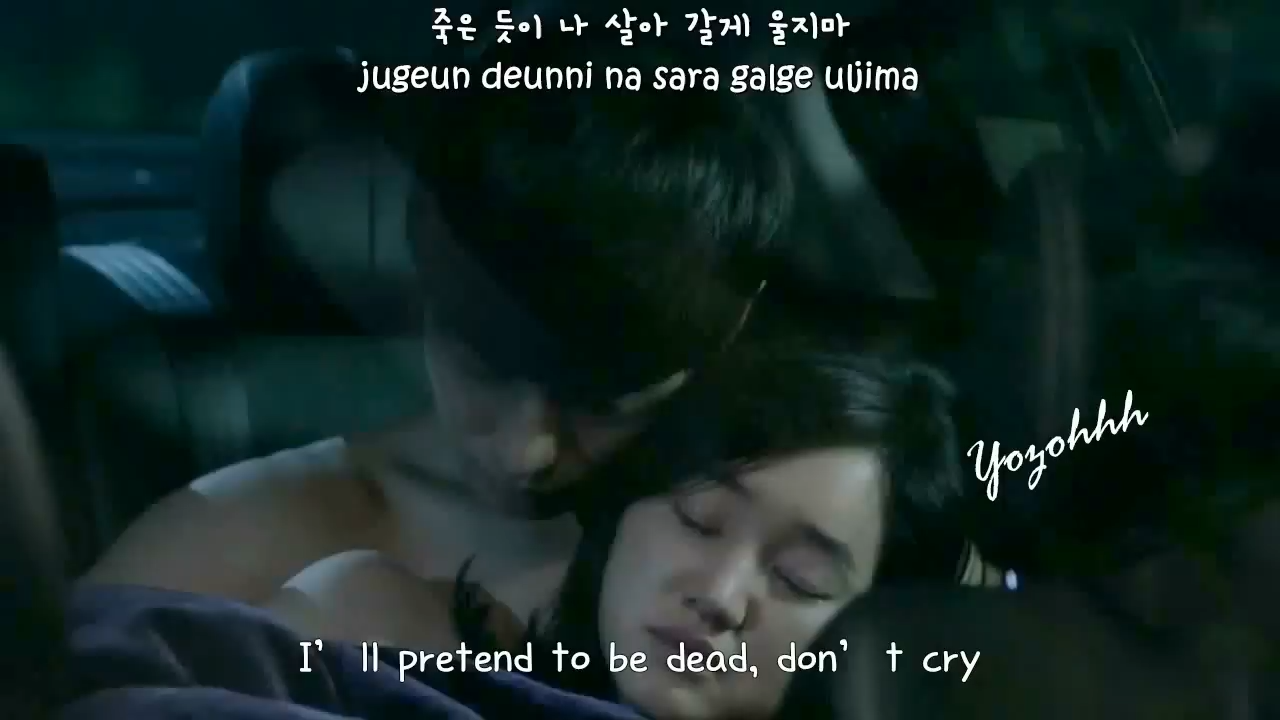 죽은 듯이 나 살아 갈게 울지마
jugeun deunni na sara galge uljima
Yozohhh
I'll pretend to be dead, don't cry